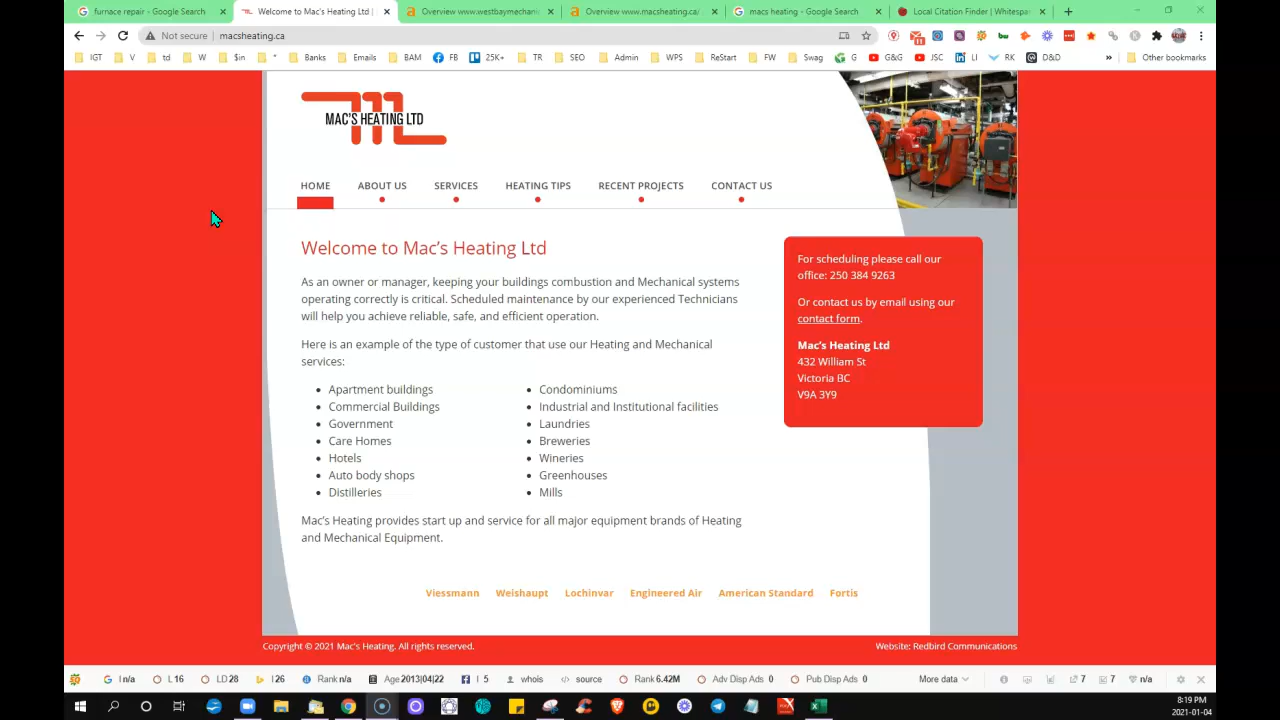 furnace repair - Google Search
Welcome to Mac's Heating Ltd |
Overview www.westbaymechanic
Overview www.macsheating.ca/
macs heating - Google Search
Local Citation Finder | Whitespar
Not secure | macsheating.ca
IGT V td W $in * Banks Emails BAM FB 25K+ TR SEO Admin WPS ReStart FW Swag G G&G JSC LI RK D&D » Other bookmarks
MAC'S HEATING LTD
HOME ABOUT US SERVICES HEATING TIPS RECENT PROJECTS CONTACT US
Welcome to Mac's Heating Ltd
As an owner or manager, keeping your buildings combustion and Mechanical systems
operating correctly is critical. Scheduled maintenance by our experienced Technicians
will help you achieve reliable, safe, and efficient operation.
Here is an example of the type of customer that use our Heating and Mechanical
services:
Apartment buildings
Commercial Buildings
Government
Care Homes
Hotels
Auto body shops
Distilleries
Condominiums
Industrial and Institutional facilities
Laundries
Breweries
Wineries
Greenhouses
Mills
Mac's Heating provides start up and service for all major equipment brands of Heating
and Mechanical Equipment.
For scheduling please call our
office: 250 384 9263
Or contact us by email using our
contact form.
Mac's Heating Ltd
432 William St
Victoria BC
V9A 3Y9
Viessmann Weishaupt Lochinvar Engineered Air American Standard Fortis
Copyright © 2021 Mac's Heating. All rights reserved.
Website: Redbird Communications
I n/a L 16 LD 28 I 26 Rank n/a Age 2013|04|22 I 5 whois source Rank 6.42M Adv Disp Ads 0 Pub Disp Ads 0 More data 7 7 n/a
8:19 PM
2021-01-04